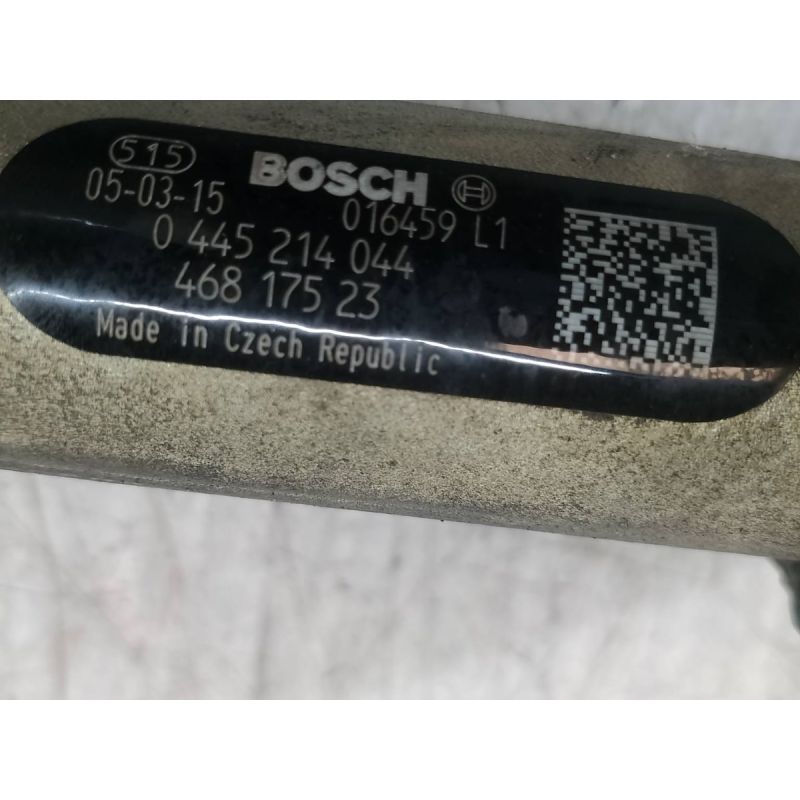 515
BOSCH
05-03-15
016459 L1
0 445 214 044
468 175 23
Made in Czech Republic